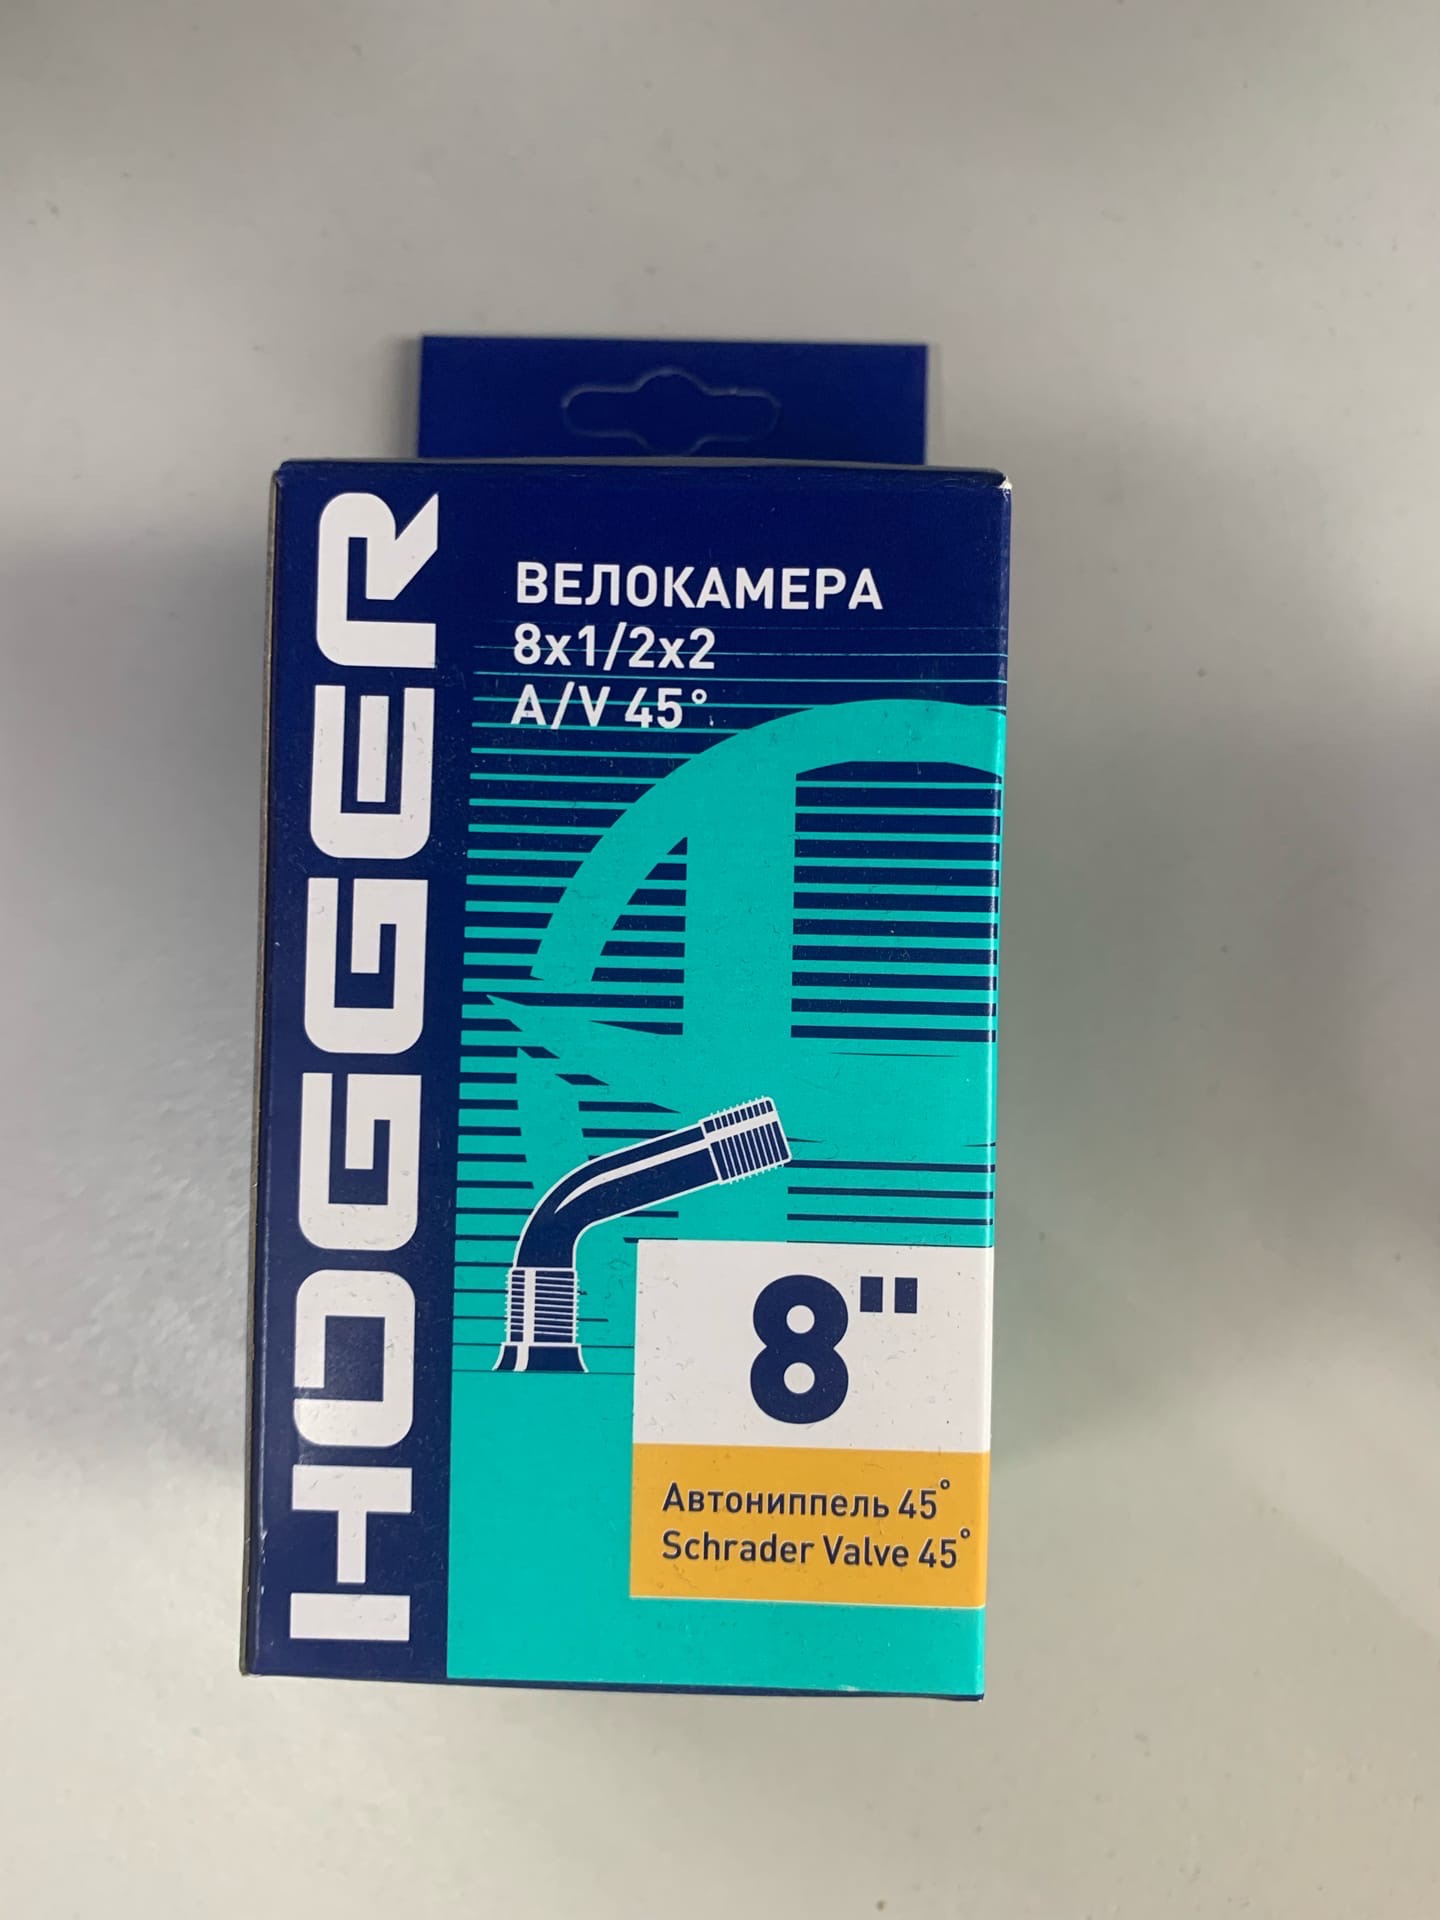 HOGGER
ВЕЛОКАМЕРА
8x1/2x2
A/V 45°
8"
Автониппель 45°
Schrader Valve 45°